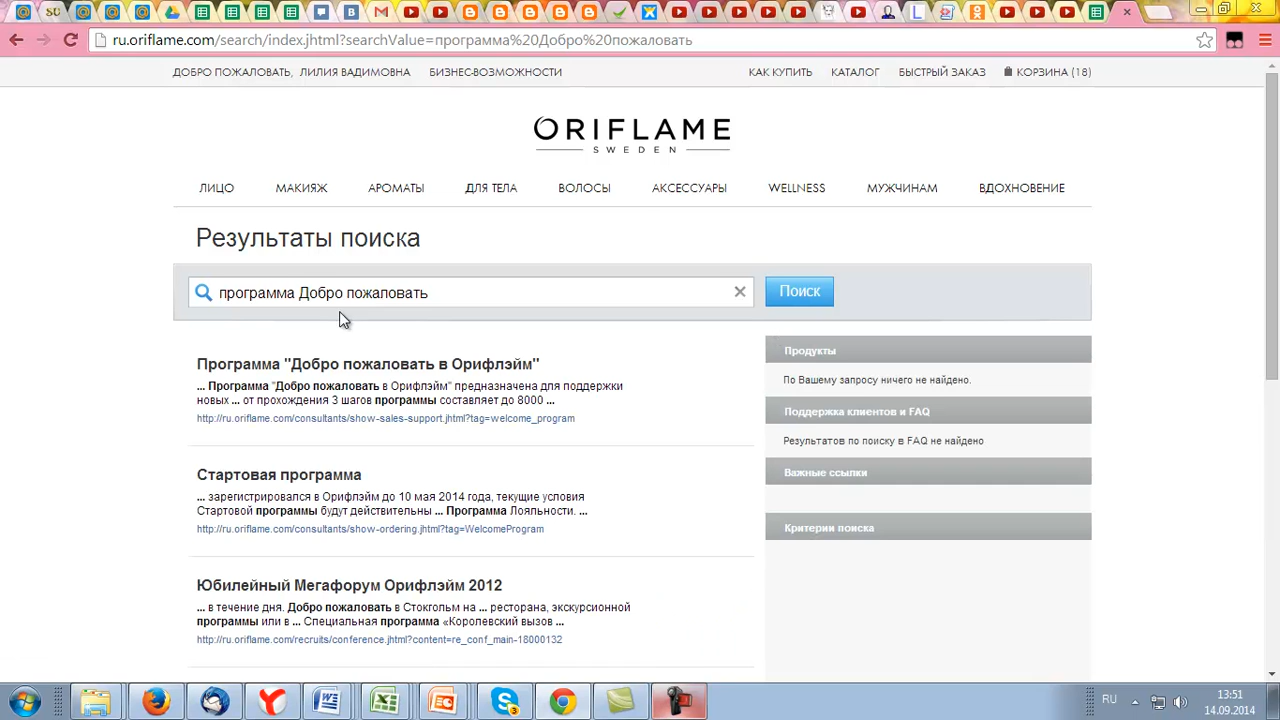 ru.oriflame.com/search/index.jhtml?searchValue=программа%20Добро%20пожаловать
ДОБРО ПОЖАЛОВАТЬ, ЛИЛИЯ ВАДИМОВНА БИЗНЕС-ВОЗМОЖНОСТИ КАК КУПИТЬ КАТАЛОГ БЫСТРЫЙ ЗАКАЗ КОРЗИНА (18)
ORIFLAME
SWEDEN
ЛИЦО МАКИЯЖ АРОМАТЫ ДЛЯ ТЕЛА ВОЛОСЫ АКСЕССУАРЫ WELLNESS МУЖЧИНАМ ВДОХНОВЕНИЕ
Результаты поиска
программа Добро пожаловать Поиск
Программа "Добро пожаловать в Орифлэйм"
... Программа "Добро пожаловать в Орифлэйм" предназначена для поддержки
новых ... от прохождения 3 шагов программы составляет до 8000 ...
http://ru.oriflame.com/consultants/show-sales-support.jhtml?tag=welcome_program
Стартовая программа
... зарегистрировался в Орифлэйм до 10 мая 2014 года, текущие условия
Стартовой программы будут действительны ... Программа Лояльности. ...
http://ru.oriflame.com/consultants/show-ordering.jhtml?tag=WelcomeProgram
Юбилейный Мегафорум Орифлэйм 2012
... в течение дня. Добро пожаловать в Стокгольм на ... ресторана, экскурсионной
программы или в ... Специальная программа «Королевский вызов ...
http://ru.oriflame.com/recruits/conference.jhtml?content=re_conf_main-18000132
Продукты
По Вашему запросу ничего не найдено.
Поддержка клиентов и FAQ
Результатов по поиску в FAQ не найдено
Важные ссылки
Критерии поиска
RU
13:51
14.09.2014